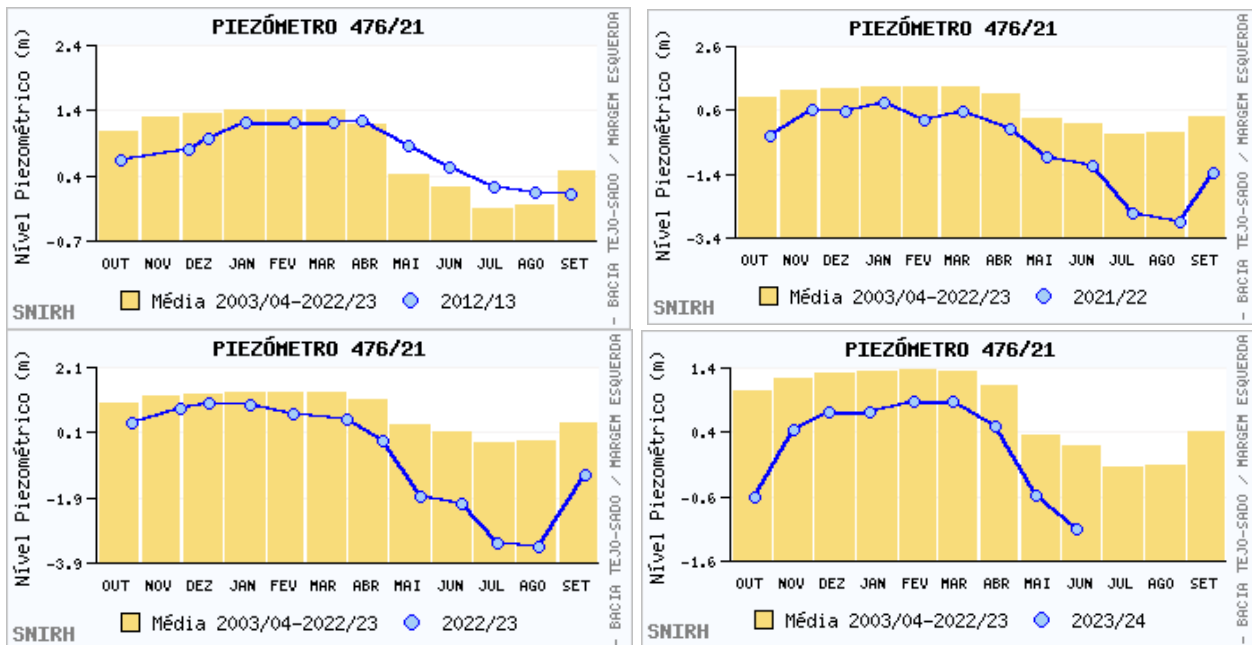 PIEZÓMETRO 476/21
Nível Piezométrico (m)
2.4
1.4
0.4
-0.7
OUT NOV DEZ JAN FEV MAR ABR MAI JUN JUL AGO SET
Média 2003/04-2022/23 2012/13
SNIRH
- BACIA TEJO-SADO / MARGEM ESQUERDA
PIEZÓMETRO 476/21
Nível Piezométrico (m)
2.6
0.6
-1.4
-3.4
OUT NOV DEZ JAN FEV MAR ABR MAI JUN JUL AGO SET
Média 2003/04-2022/23 2021/22
SNIRH
- BACIA TEJO-SADO / MARGEM ESQUERDA
PIEZÓMETRO 476/21
Nível Piezométrico (m)
2.1
0.1
-1.9
-3.9
OUT NOV DEZ JAN FEV MAR ABR MAI JUN JUL AGO SET
Média 2003/04-2022/23 2022/23
SNIRH
- BACIA TEJO-SADO / MARGEM ESQUERDA
PIEZÓMETRO 476/21
Nível Piezométrico (m)
1.4
0.4
-0.6
-1.6
OUT NOV DEZ JAN FEV MAR ABR MAI JUN JUL AGO SET
Média 2003/04-2022/23 2023/24
SNIRH
- BACIA TEJO-SADO / MARGEM ESQUERDA